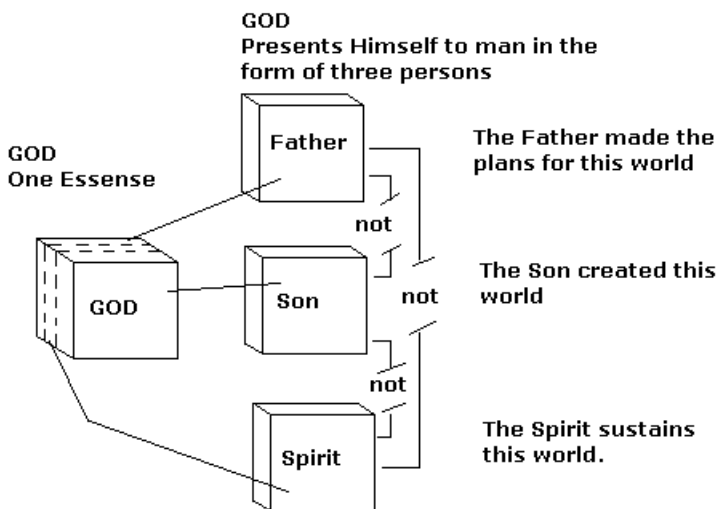 GOD
Presents Himself to man in the
form of three persons
GOD
One Essense
Father
The Father made the
plans for this world
not
GOD
Son
not
The Son created this
world
not
Spirit
The Spirit sustains
this world.